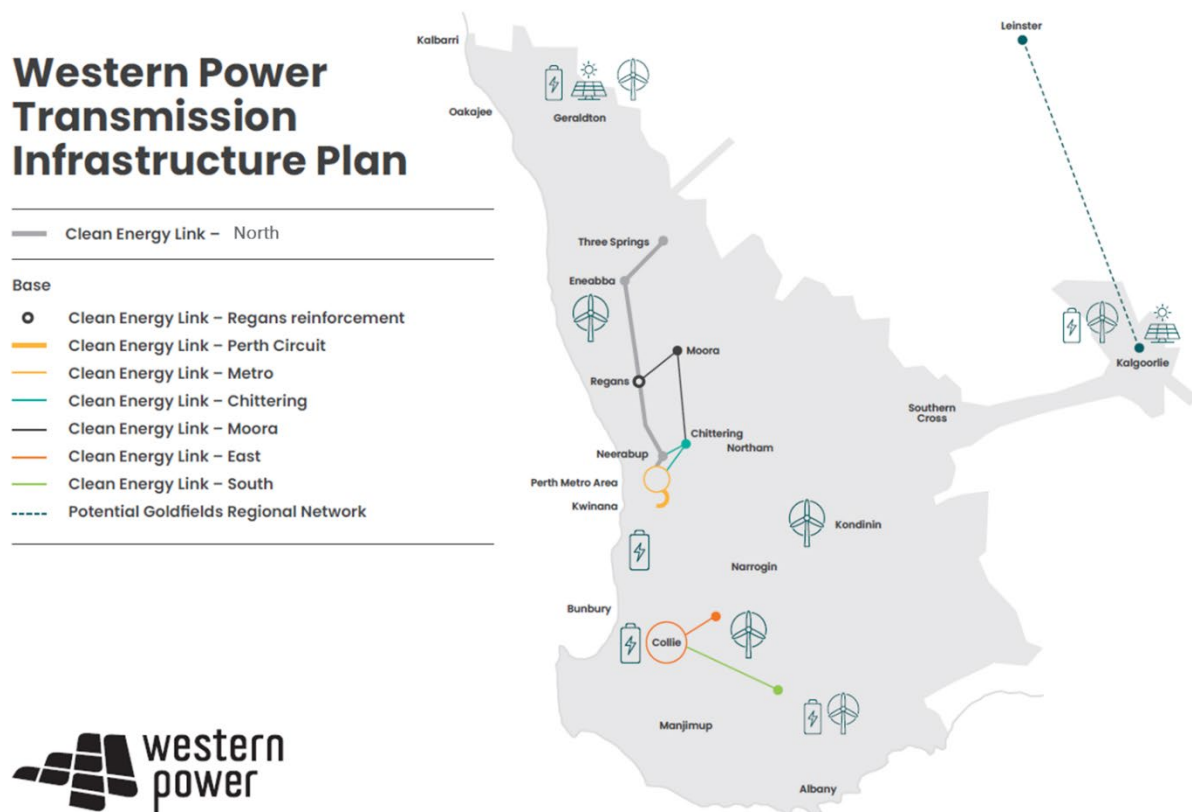 Western Power
Transmission
Infrastructure Plan
Clean Energy Link – North
Base
Clean Energy Link – Regans reinforcement
Clean Energy Link – Perth Circuit
Clean Energy Link – Metro
Clean Energy Link – Chittering
Clean Energy Link – Moora
Clean Energy Link – East
Clean Energy Link – South
Potential Goldfields Regional Network
western
power
Kalbarri
Leinster
Oakajee
Geraldton
Three Springs
Eneabba
Moora
Kalgoorlie
Regans
Southern
Cross
Chittering
Northam
Neerabup
Perth Metro Area
Kwinana
Kondinin
Narrogin
Bunbury
Collie
Manjimup
Albany